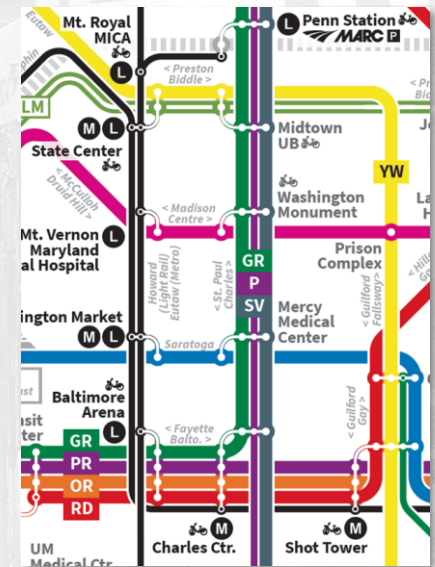 Mt. Royal
MICA
L
L
Penn Station
MARC P
Eutaw
< Preston
Biddle >
LM
M L
State Center
Midtown
UB
< McCulloh
Druid Hill >
YW
Washington
Monument
< Madison
Centre >
Mt. Vernon
Maryland
al Hospital
L
Prison
Complex
GR
P
SV
Howard
(Light Rail)
Eutaw (Metro)
< St. Paul
Charles >
< Guilford
Fallsway >
Mercy
Medical
Center
ington Market
M L
Saratoga
Baltimore
Arena
L
< Fayette
Balto. >
< Guilford
Gay >
nsit
ter
GR
PR
OR
RD
M
Charles Ctr.
M
Shot Tower
UM
Medical Ctr